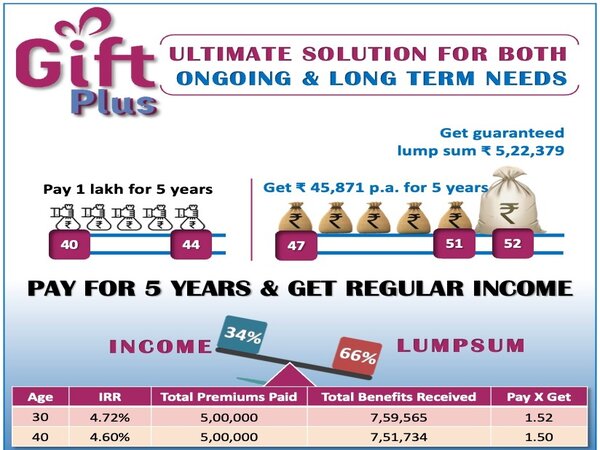 Gift
Plus
ULTIMATE SOLUTION FOR BOTH
ONGOING & LONG TERM NEEDS
Get guaranteed
lump sum ₹ 5,22,379
Pay 1 lakh for 5 years
Get ₹ 45,871 p.a. for 5 years
₹ ₹ ₹ ₹ ₹
40 44
₹ ₹ ₹ ₹ ₹ ₹
47 51 52
PAY FOR 5 YEARS & GET REGULAR INCOME
INCOME 34% 66% LUMPSUM
Age IRR Total Premiums Paid Total Benefits Received Pay X Get
30 4.72% 5,00,000 7,59,565 1.52
40 4.60% 5,00,000 7,51,734 1.50